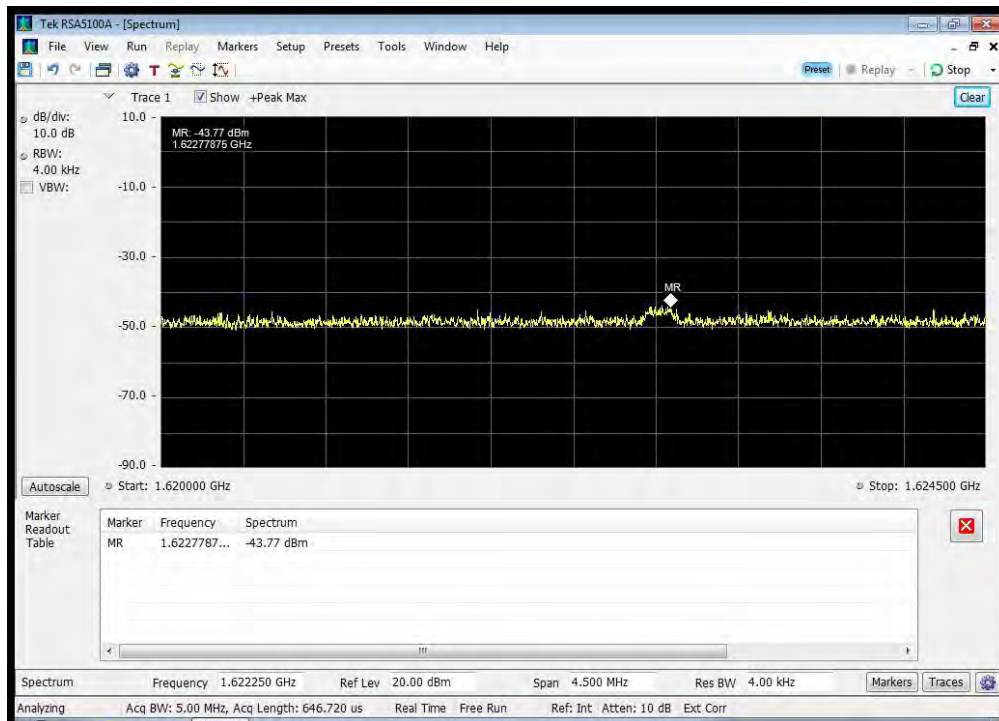 Tek RSA5100A - [Spectrum]
File View Run Replay Markers Setup Presets Tools Window Help
T
Preset Replay Stop
Trace 1 Show +Peak Max Clear
dB/div:
10.0 dB
RBW:
4.00 kHz
VBW:
10.0
MR: -43.77 dBm
1.62277875 GHz
-10.0
-30.0
MR
-50.0
-70.0
-90.0
Autoscale Start: 1.620000 GHz Stop: 1.624500 GHz
Marker Readout Table
Marker Frequency Spectrum
MR 1.6227787... -43.77 dBm
Spectrum Frequency 1.622250 GHz Ref Lev 20.00 dBm Span 4.500 MHz Res BW 4.00 kHz Markers Traces
Analyzing Acq BW: 5.00 MHz, Acq Length: 646.720 us Real Time Free Run Ref: Int Atten: 10 dB Ext Corr